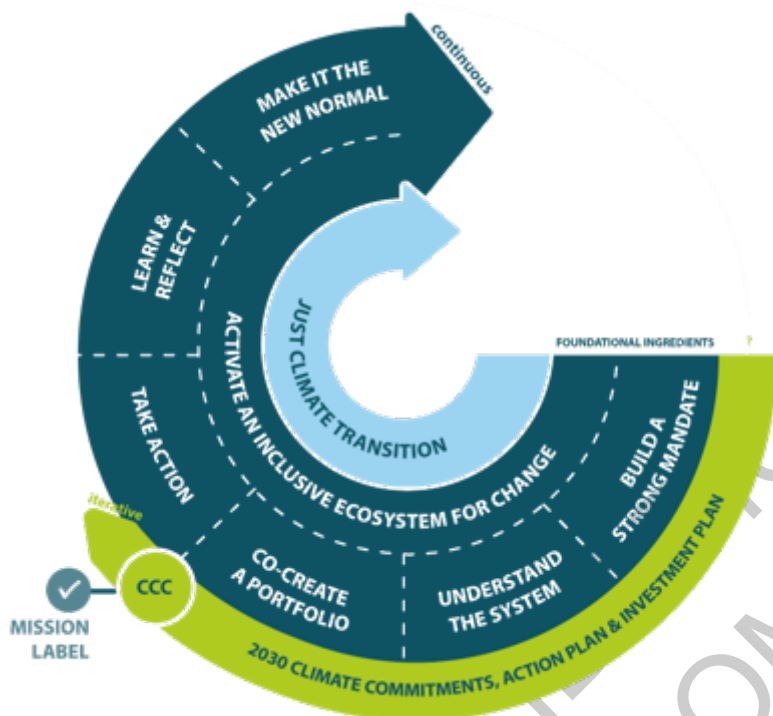 continuous
MAKE IT THE
NEW NORMAL
LEARN &
REFLECT
TAKE ACTION
iterative
CCC
MISSION
LABEL
CO-CREATE
A PORTFOLIO
UNDERSTAND
THE SYSTEM
BUILD A
STRONG MANDATE
FOUNDATIONAL INGREDIENTS
?
ACTIVATE AN INCLUSIVE ECOSYSTEM FOR CHANGE
JUST CLIMATE TRANSITION
2030 CLIMATE COMMITMENTS, ACTION PLAN & INVESTMENT PLAN